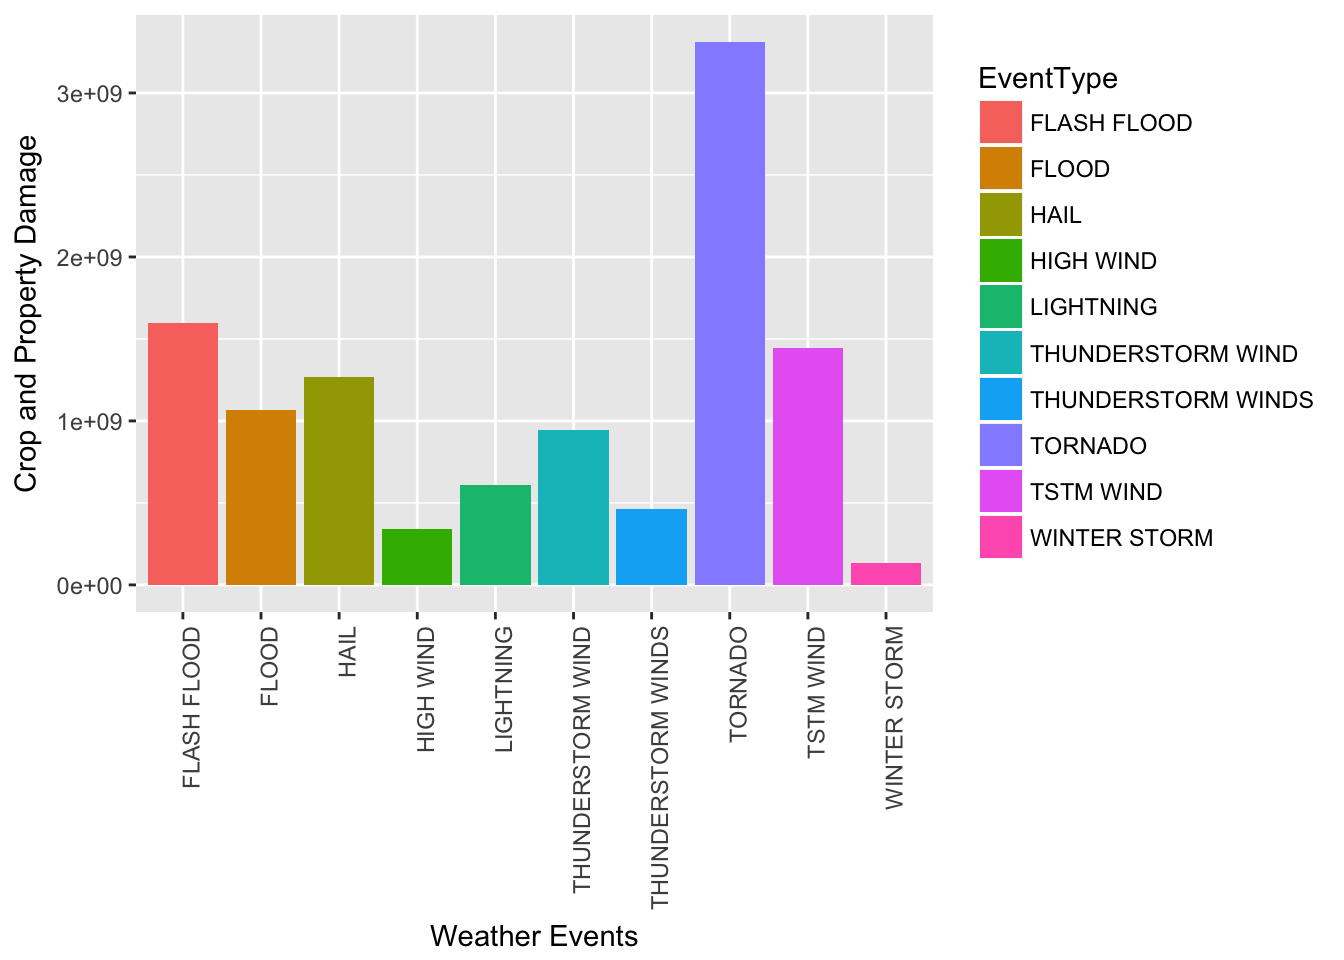 Crop and Property Damage
3e+09
2e+09
1e+09
0e+00
FLASH FLOOD
FLOOD
HAIL
HIGH WIND
LIGHTNING
THUNDERSTORM WIND
THUNDERSTORM WINDS
TORNADO
TSTM WIND
WINTER STORM
Weather Events
EventType
FLASH FLOOD
FLOOD
HAIL
HIGH WIND
LIGHTNING
THUNDERSTORM WIND
THUNDERSTORM WINDS
TORNADO
TSTM WIND
WINTER STORM